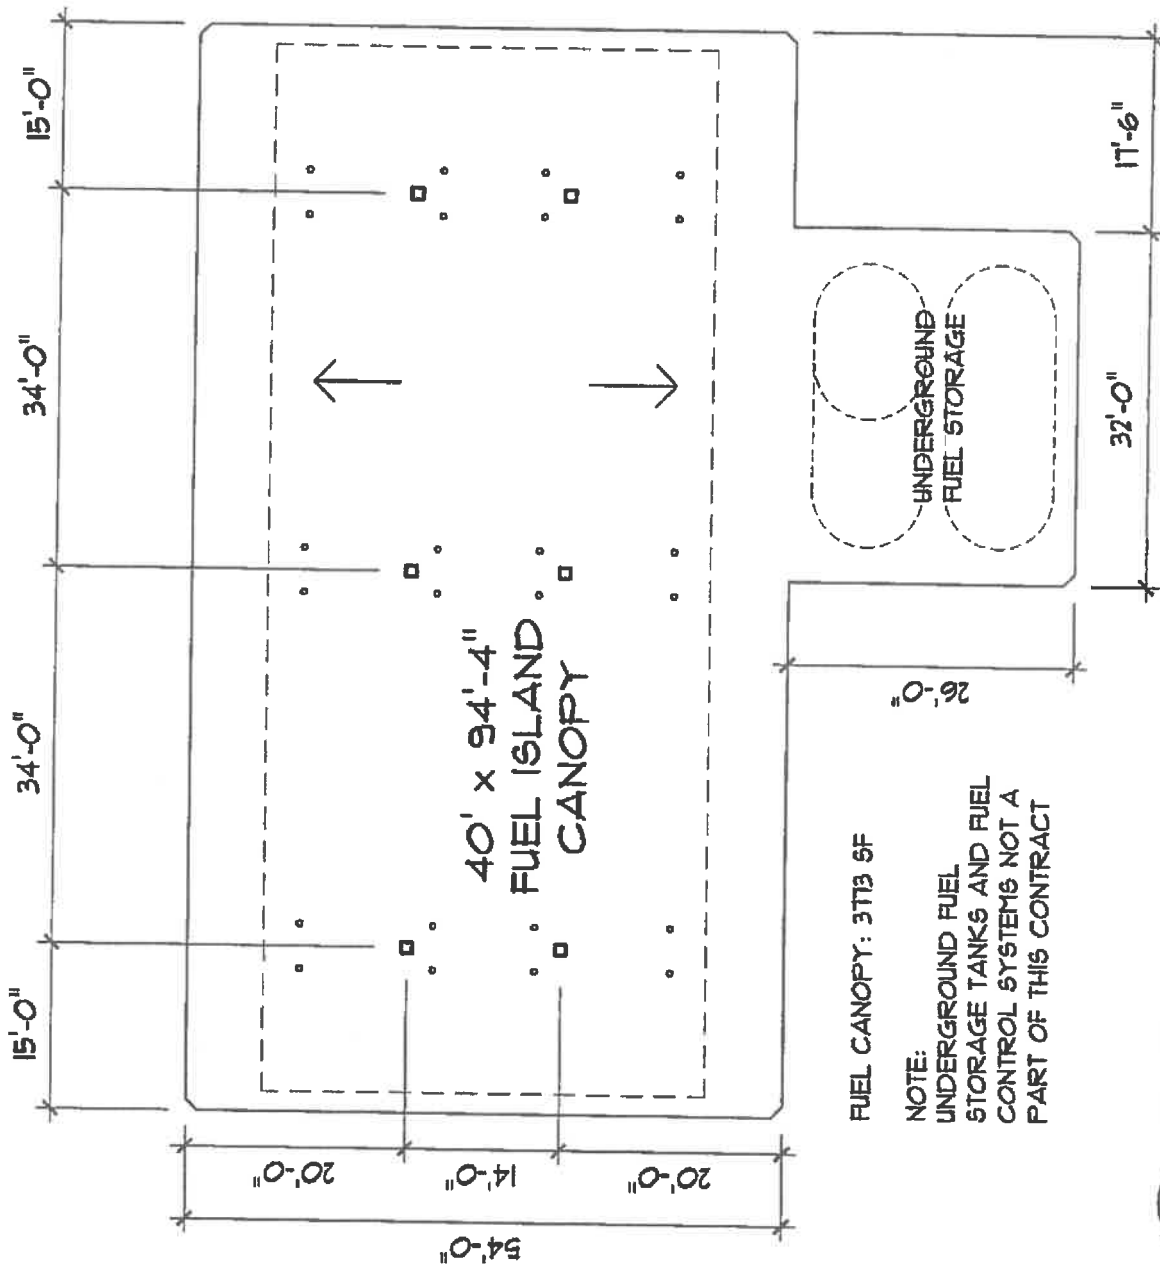 15'-0"
34'-0"
34'-0"
15'-0"
40' x 94'-4"
FUEL ISLAND
CANOPY
UNDERGROUND
FUEL STORAGE
20'-0"
14'-0"
20'-0"
54'-0"
26'-0"
32'-0"
17'-6"
FUEL CANOPY: 3773 SF
NOTE:
UNDERGROUND FUEL
STORAGE TANKS AND FUEL
CONTROL SYSTEMS NOT A
PART OF THIS CONTRACT